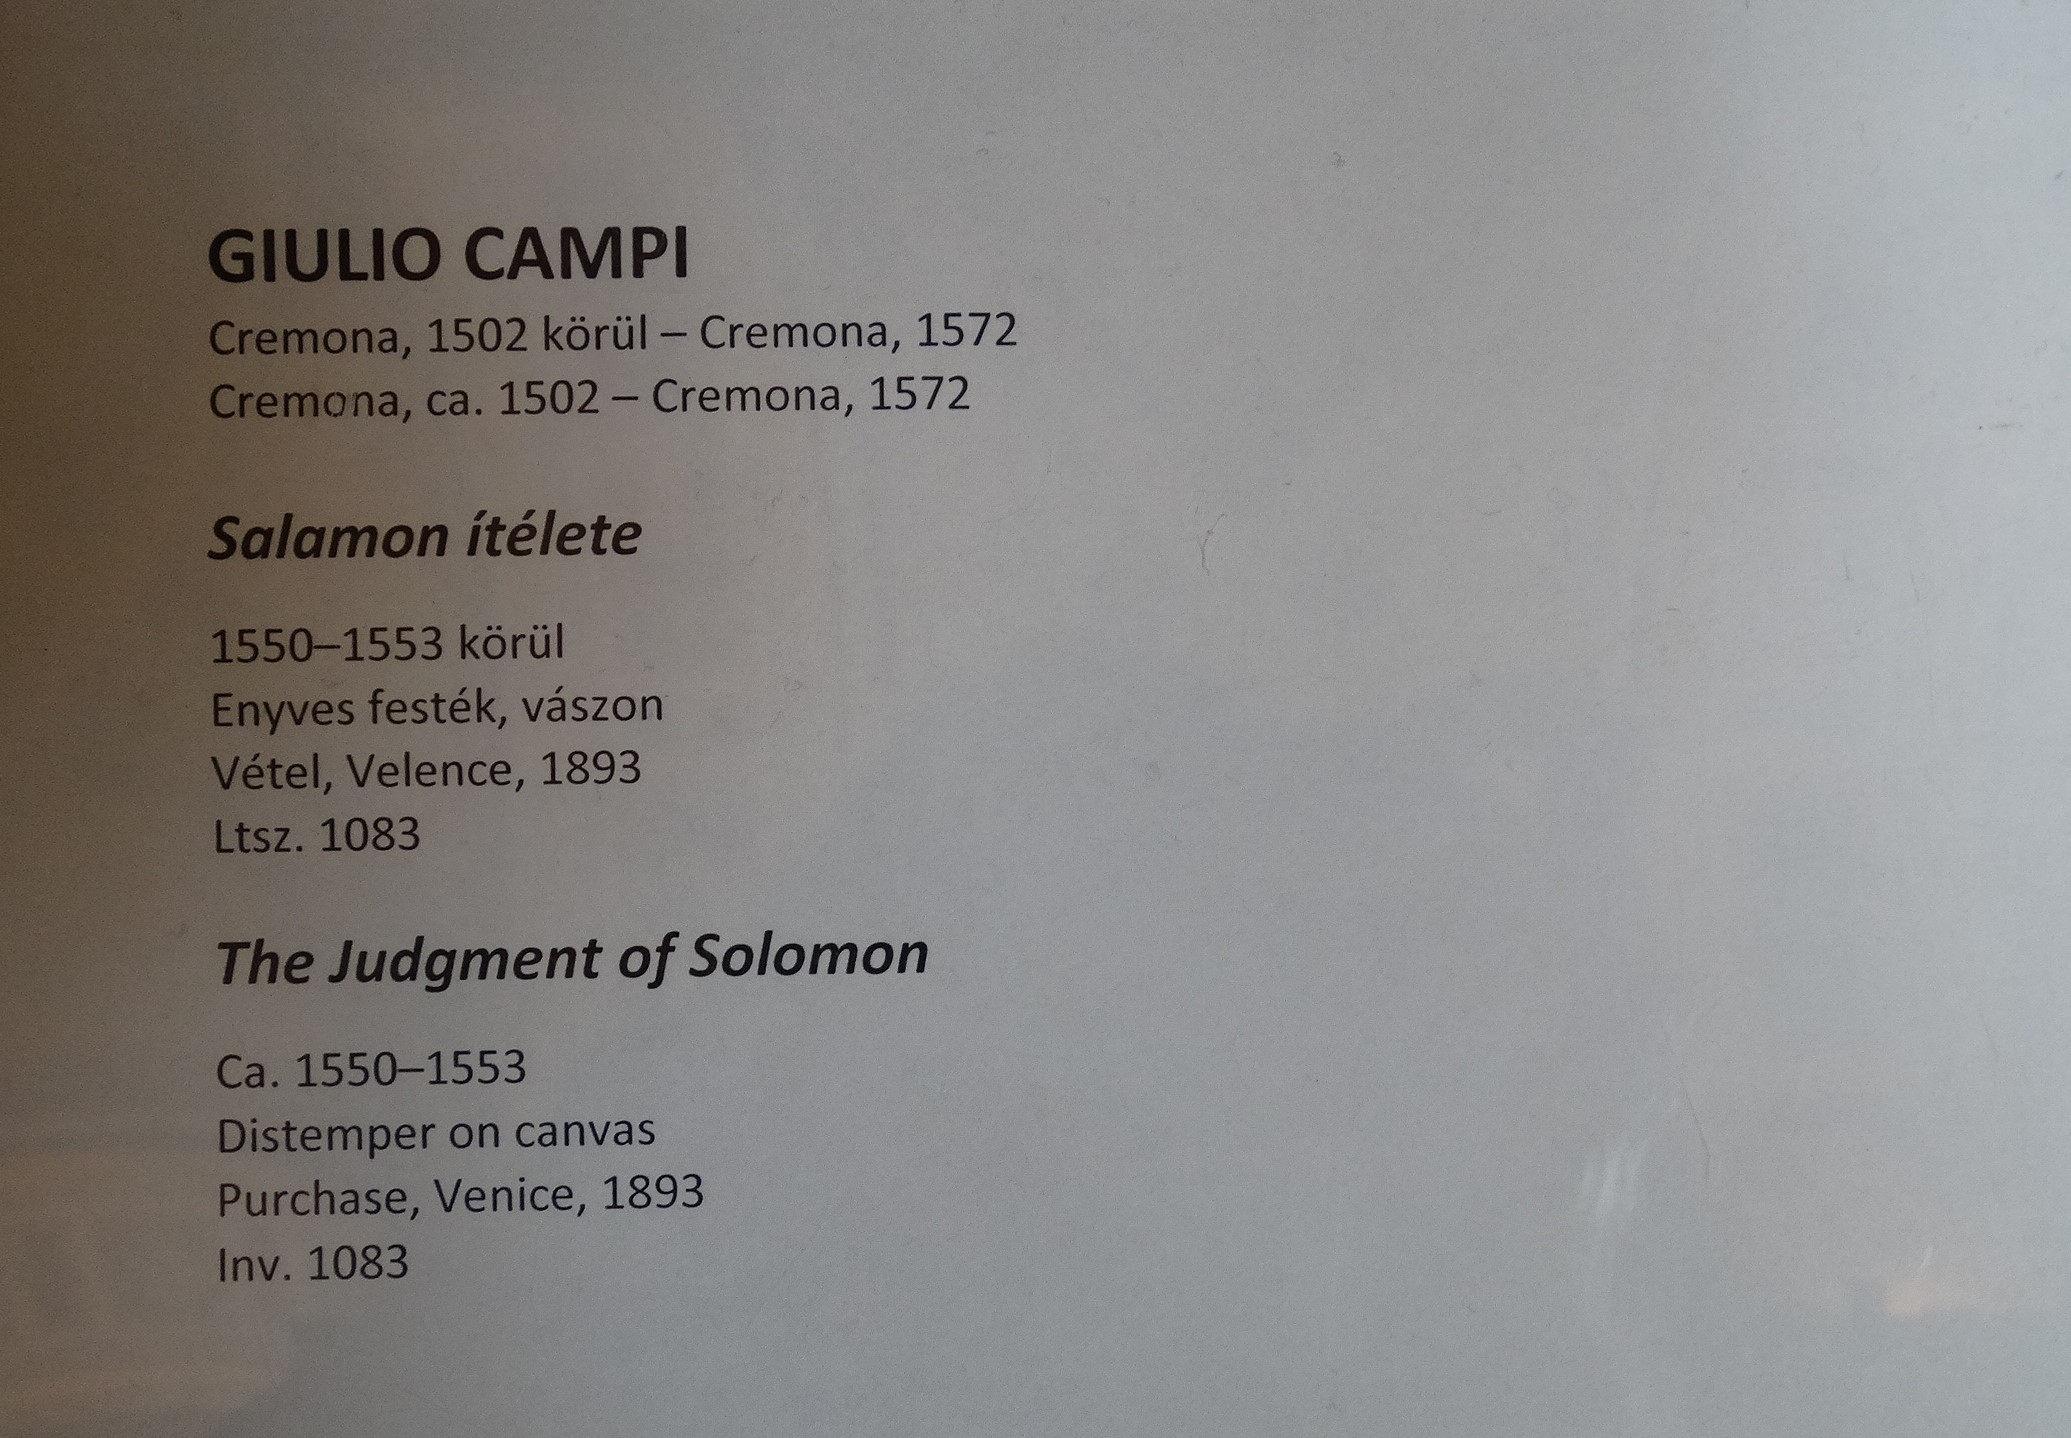 GIULIO CAMPI
Cremona, 1502 körül – Cremona, 1572
Cremona, ca. 1502 – Cremona, 1572
Salamon ítélete
1550–1553 körül
Enyves festék, vászon
Vétel, Velence, 1893
Ltsz. 1083
The Judgment of Solomon
Ca. 1550–1553
Distemper on canvas
Purchase, Venice, 1893
Inv. 1083